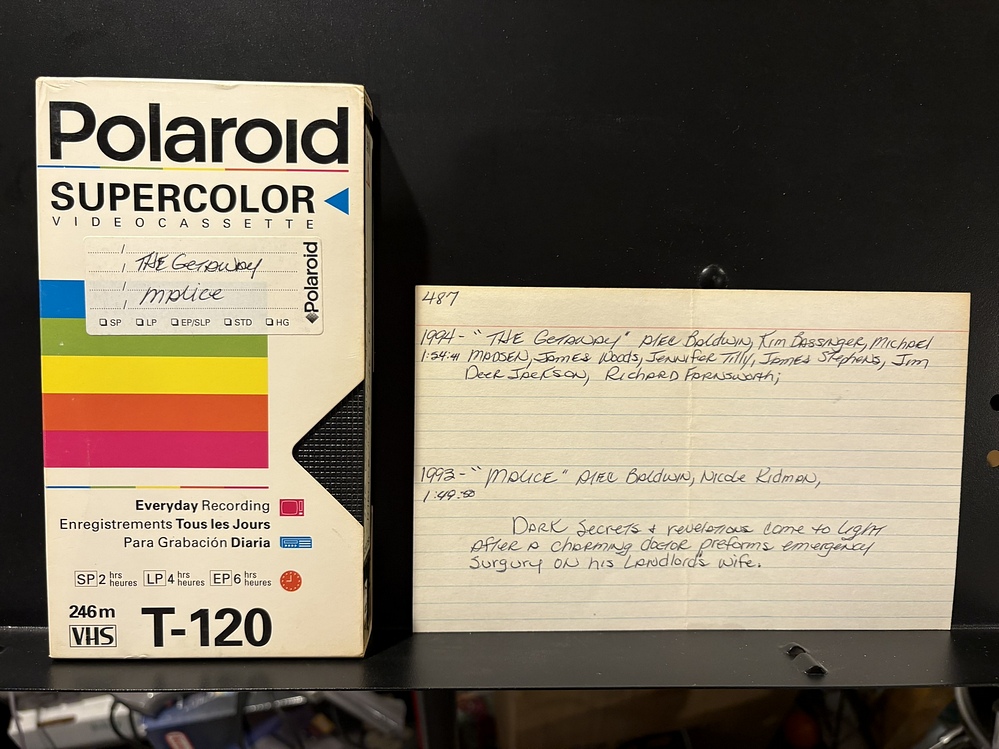 Polaroid
SUPERCOLOR
VIDEOCASSETTE
THE GETAWAY
MALICE
Polaroid
SP LP EP/SLP STD HG
Everyday Recording
Enregistrements Tous les Jours
Para Grabación Diaria
SP 2 hrs heures LP 4 hrs heures EP 6 hrs heures
246 m
VHS T-120
487
1994 - "THE GETAWAY" ALEC BALDWIN, KIM BASSINGER, MICHAEL
1:54:41 MADSEN, JAMES WOODS, JENNIFER TILLY, JAMES STEPHENS, JIM
DEER JACKSON, RICHARD FARNSWORTH;
1993 - "MALICE" ALEC BALDWIN, NICOLE KIDMAN,
1:49:50
DARK SECRETS & REVELATIONS COME TO LIGHT
AFTER A CHARMING DOCTOR PREFORMS EMERGENCY
SURGURY ON HIS LANDLORD'S WIFE.